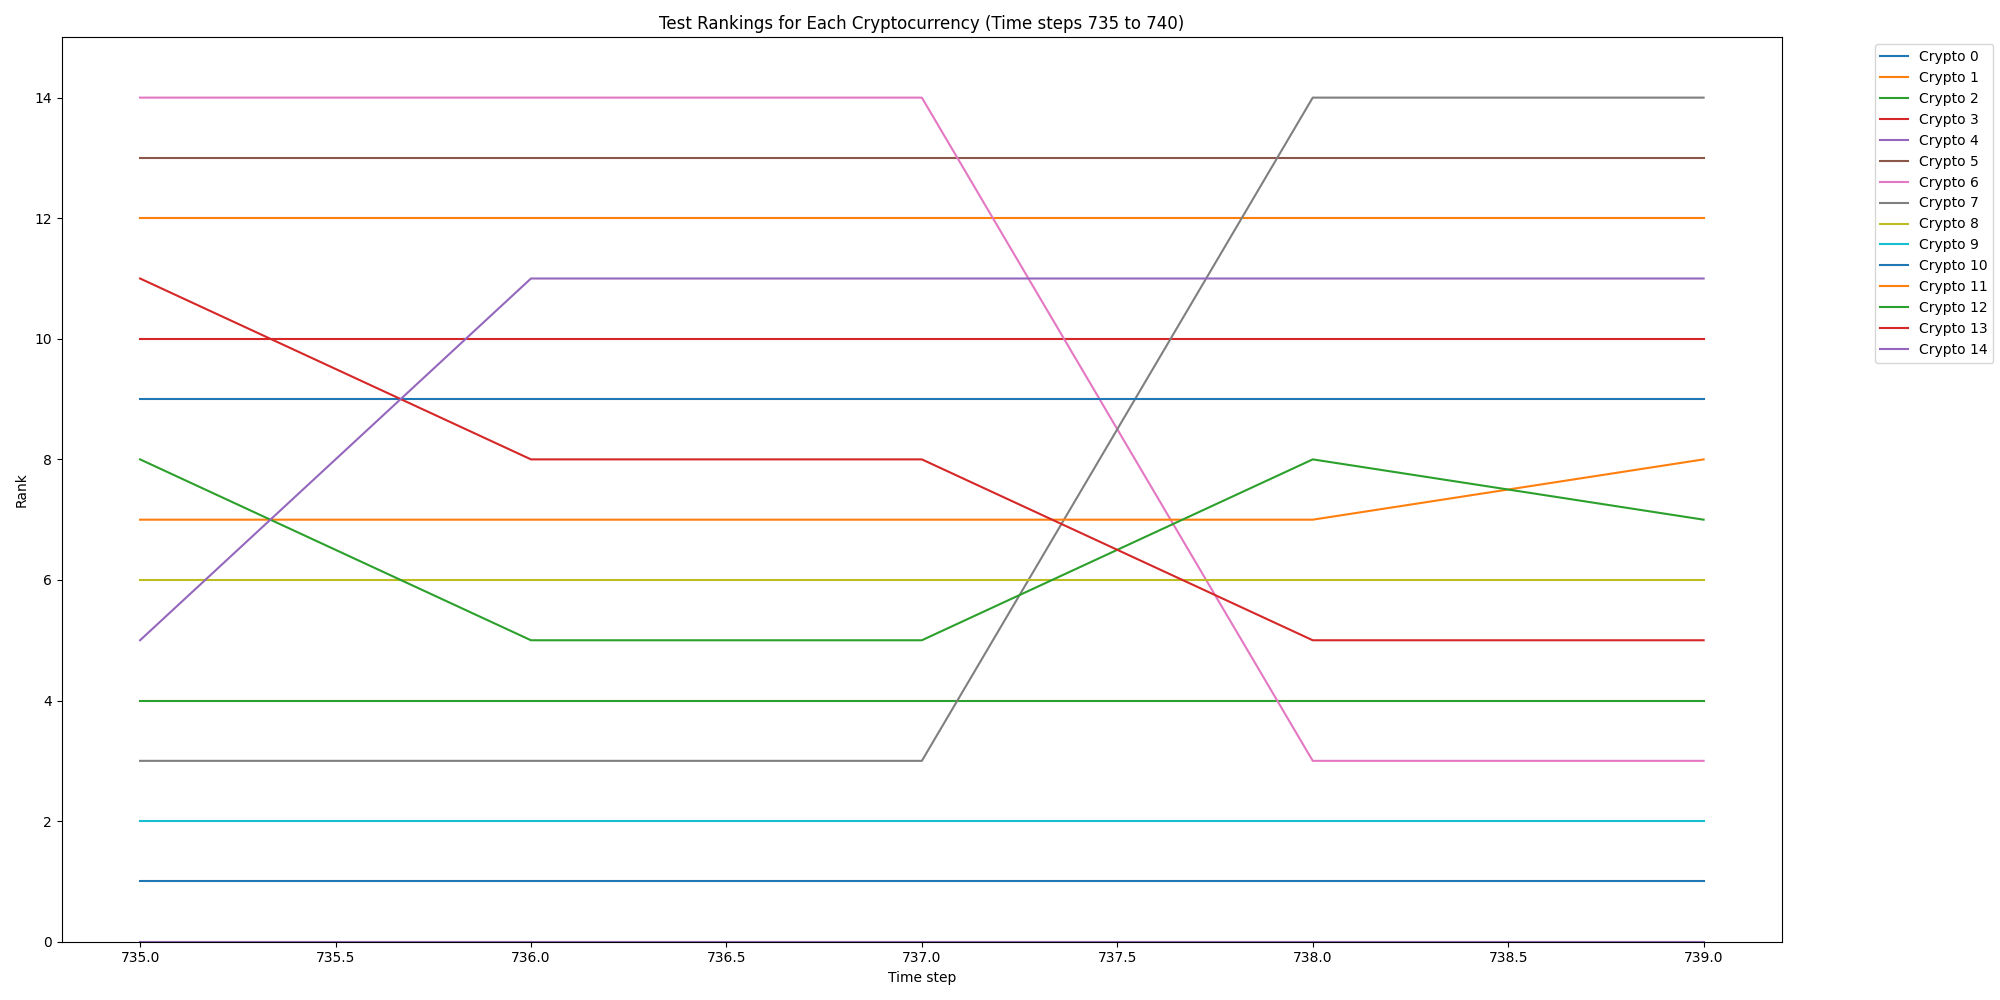 Test Rankings for Each Cryptocurrency (Time steps 735 to 740)
Crypto 0
Crypto 1
Crypto 2
Crypto 3
Crypto 4
Crypto 5
Crypto 6
Crypto 7
Crypto 8
Crypto 9
Crypto 10
Crypto 11
Crypto 12
Crypto 13
Crypto 14
14
12
10
8
6
4
2
0
Rank
735.0 735.5 736.0 736.5 737.0 737.5 738.0 738.5 739.0
Time step